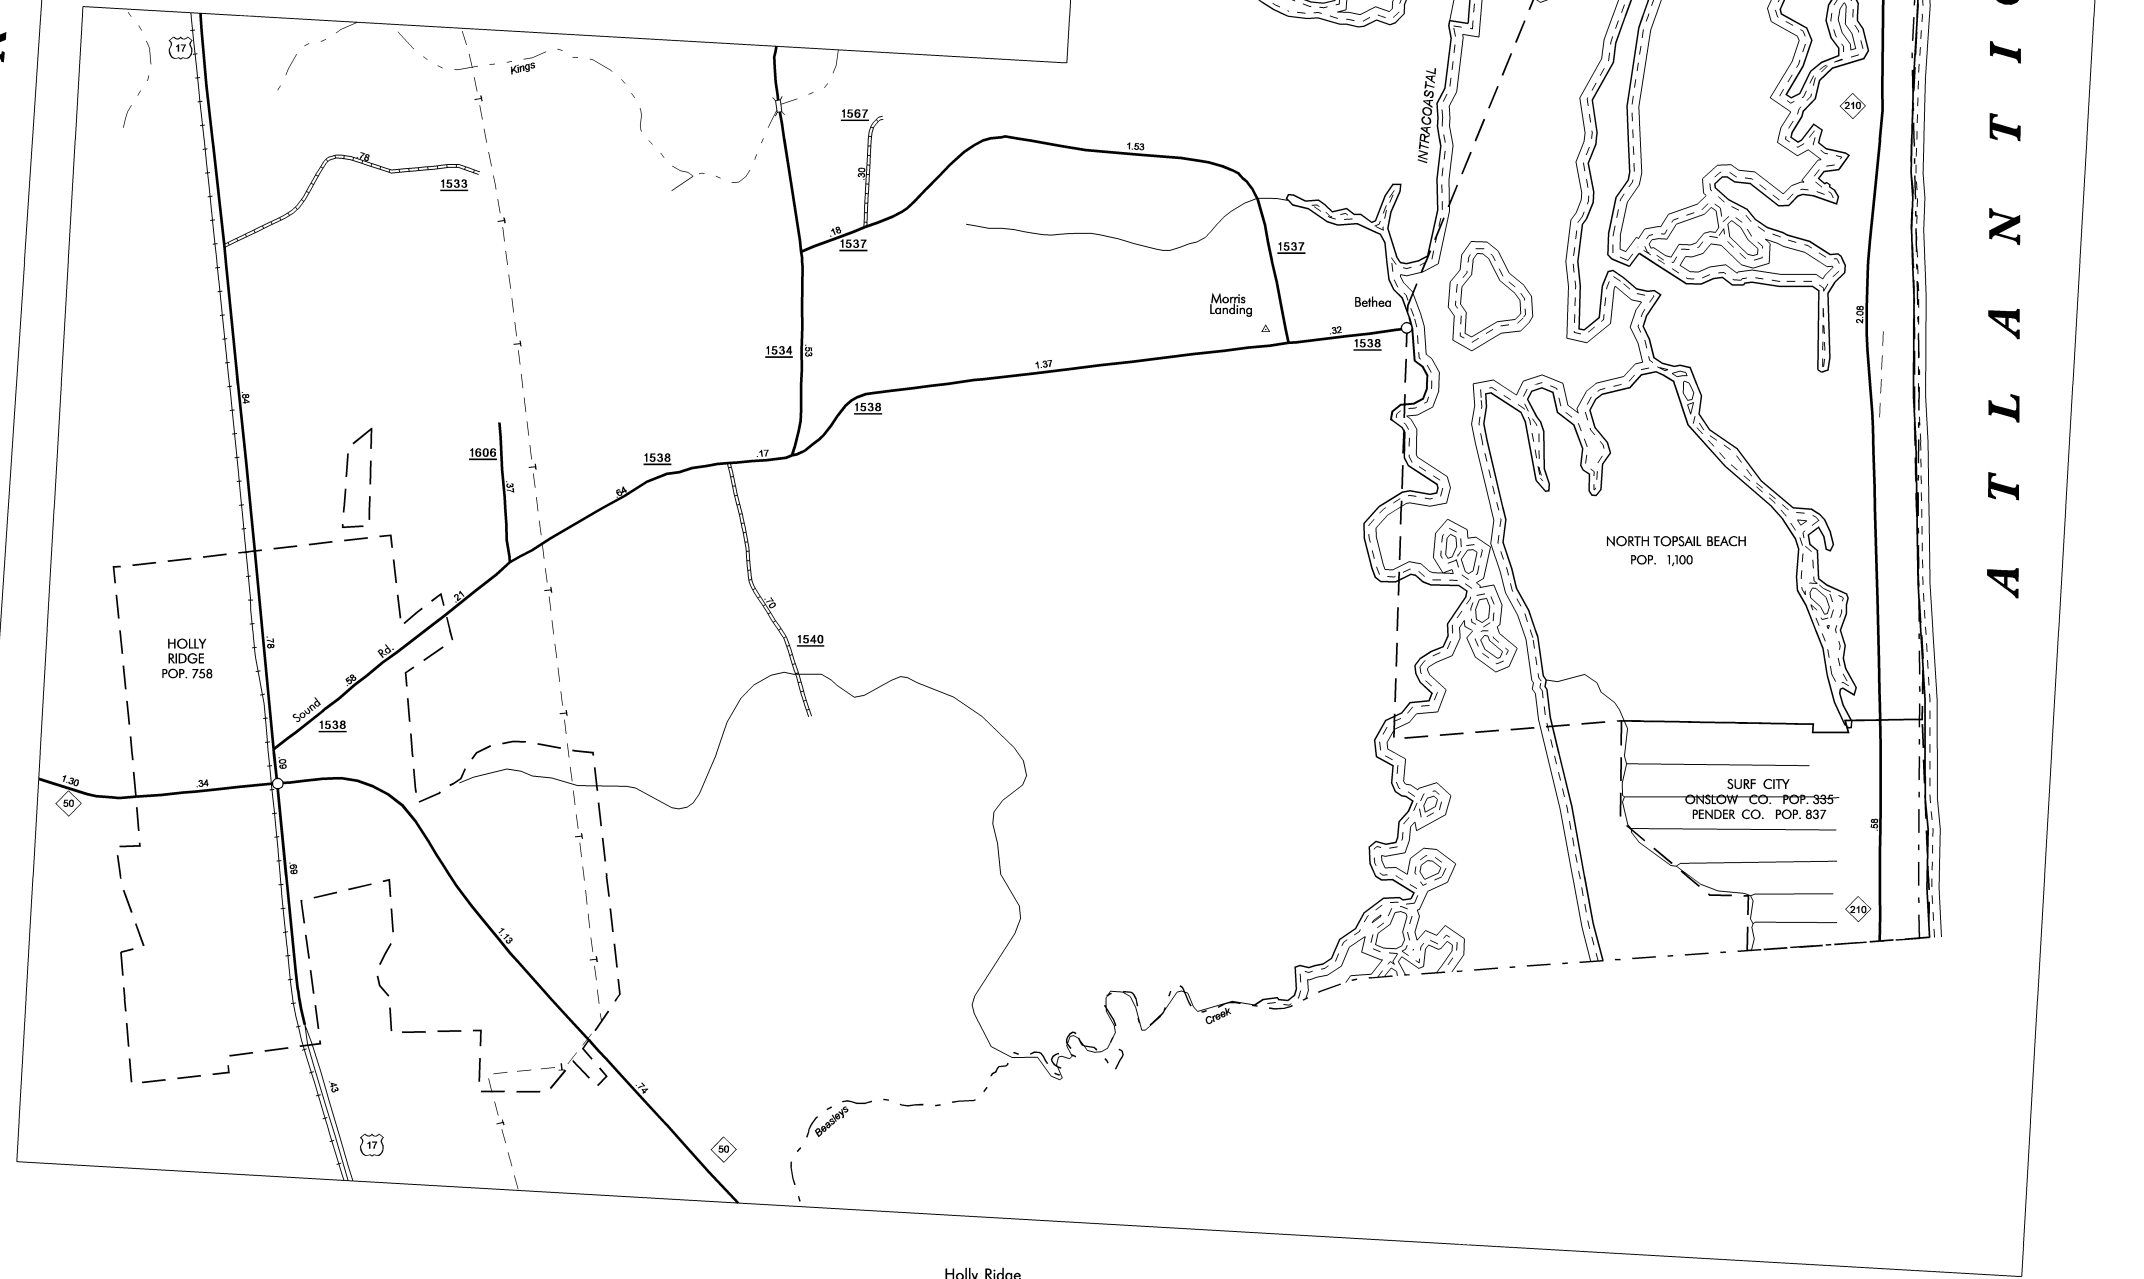 17
Kings
1567
1.53
.78
1533
.30
.18
1537
1537
INTRACOASTAL
210
ATLANTIC
Morris
Landing
Bethea
.32
1538
2.08
1534
.53
1.37
.84
1538
1606
1538
.17
.37
.64
NORTH TOPSAIL BEACH
POP. 1,100
.21
.70
1540
HOLLY
RIDGE
POP. 758
.78
Rd.
.58
Sound
1538
.09
1.30
.34
50
SURF CITY
ONSLOW CO. POP. 335
PENDER CO. POP. 837
.58
.69
210
1.13
Creek
.43
.74
Beasleys
17
50
Holly Ridge